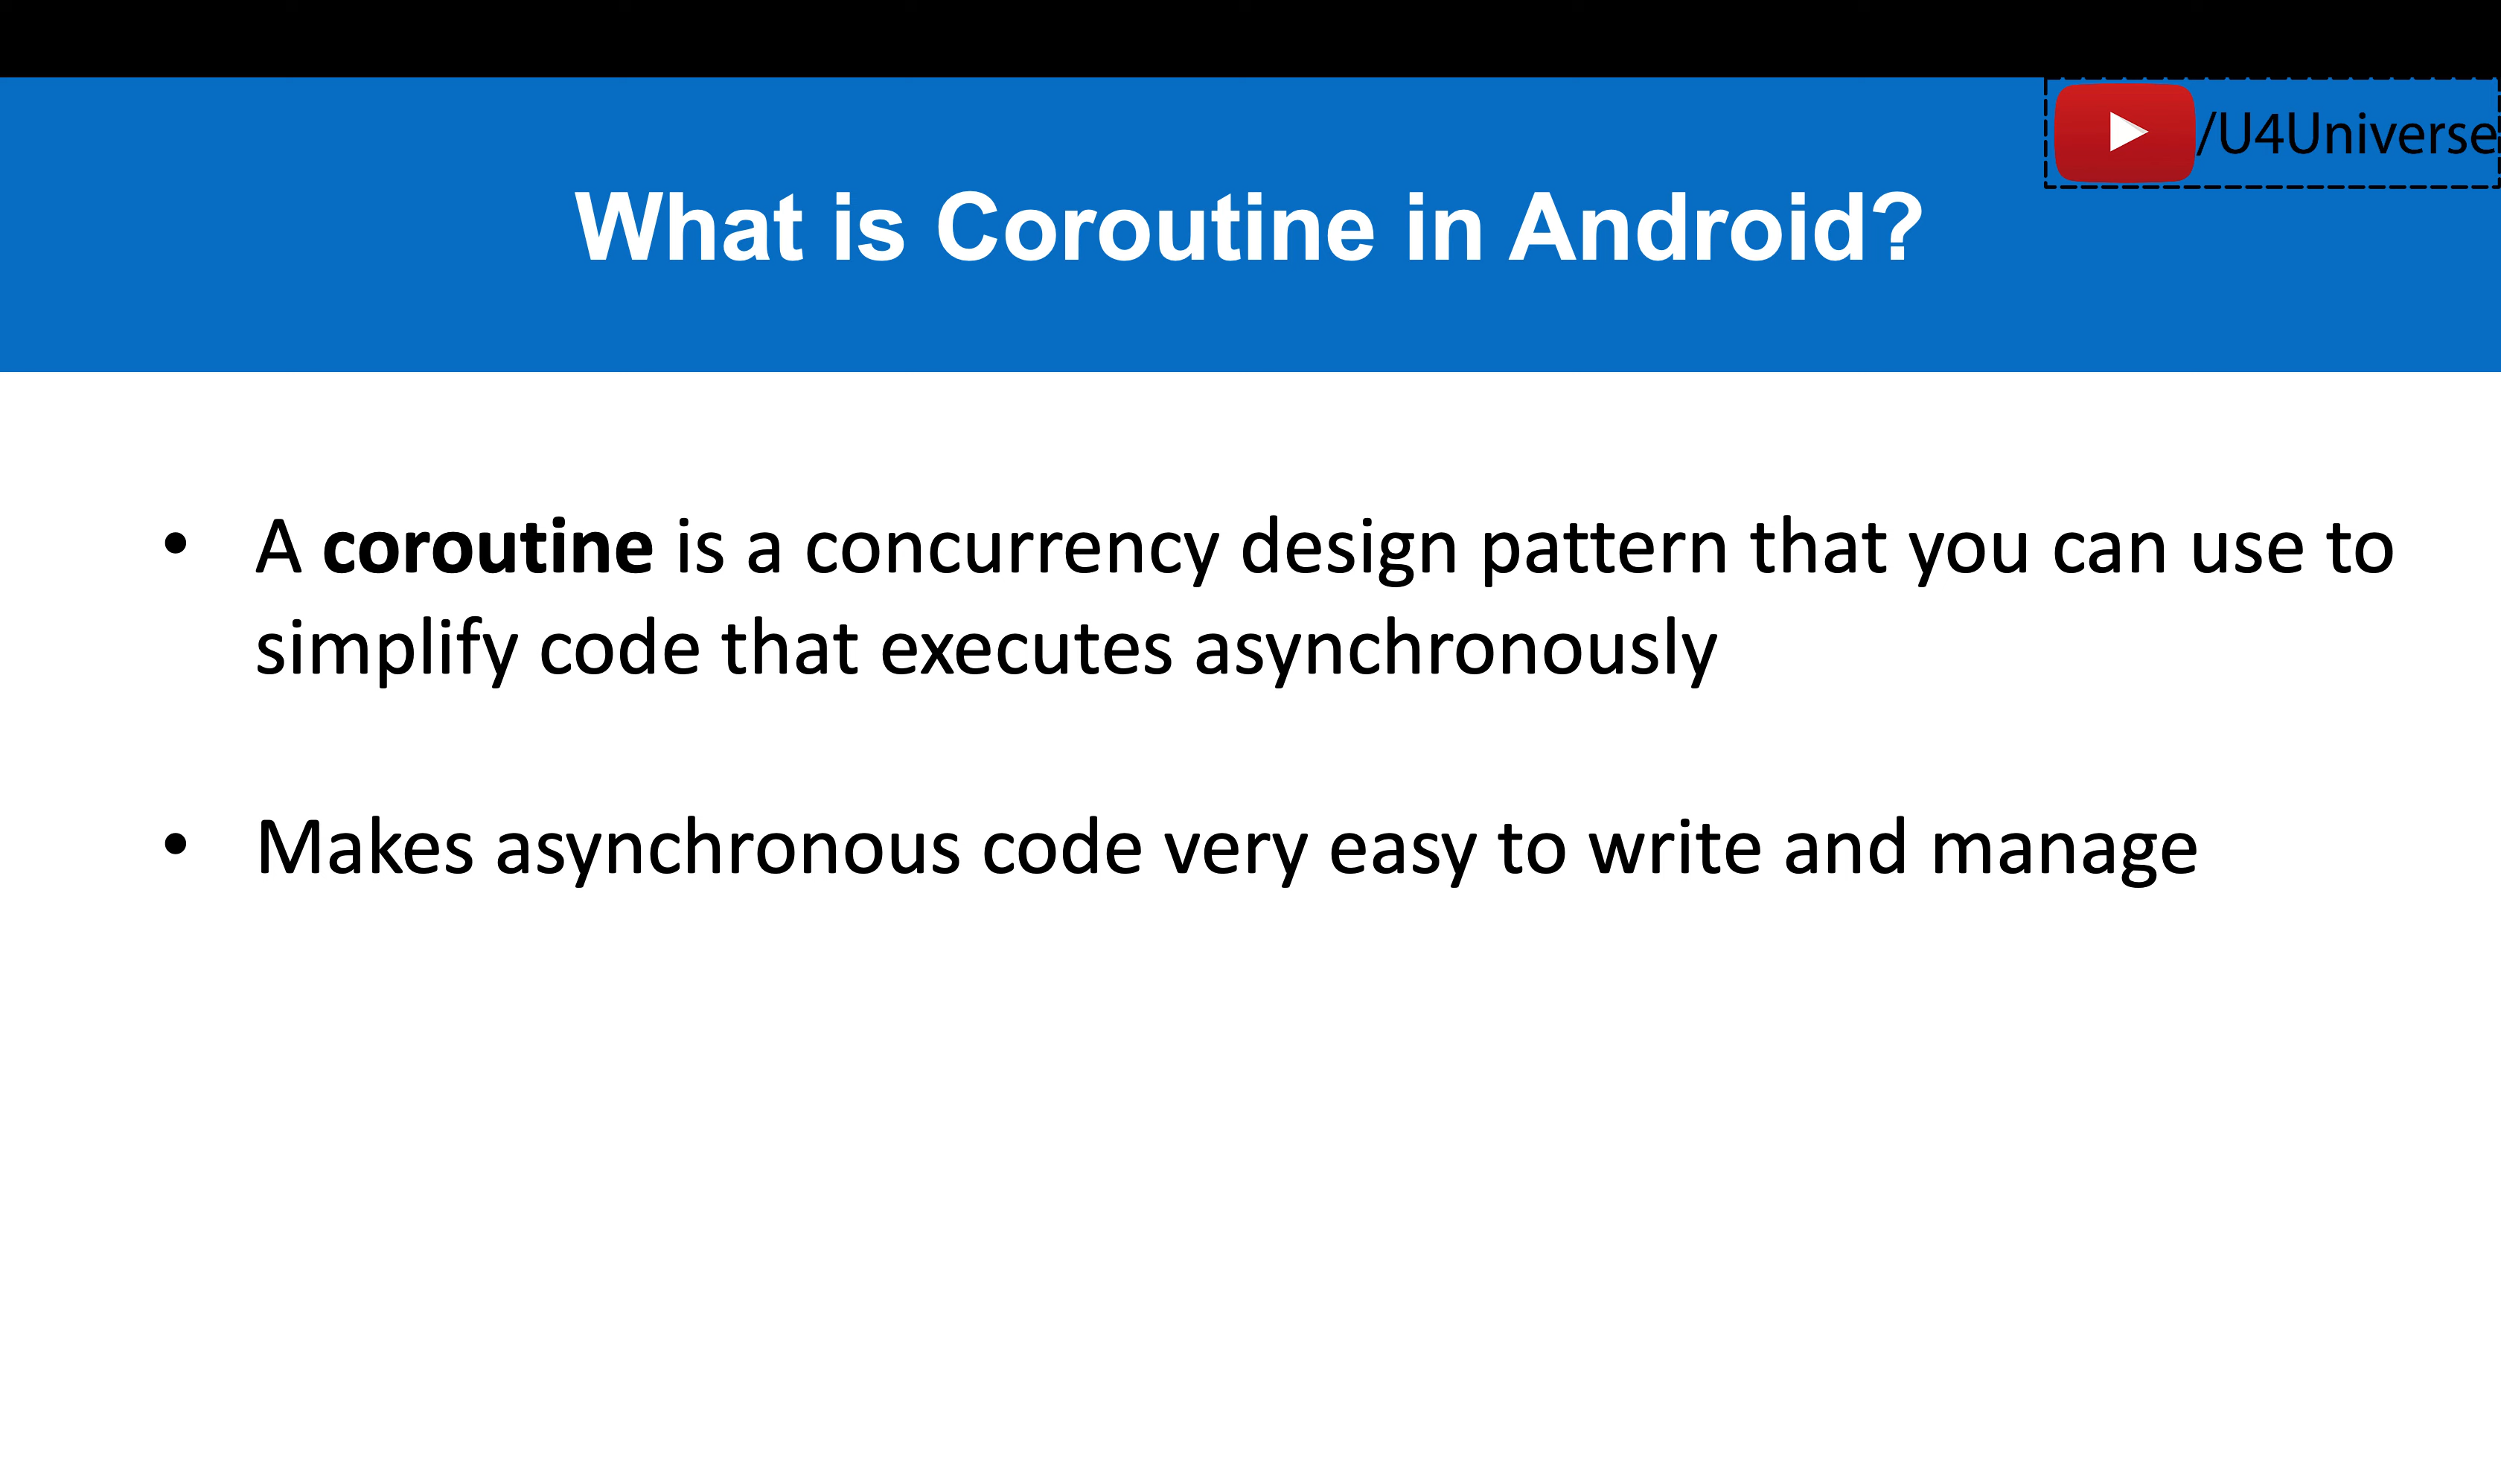 /U4Universe
What is Coroutine in Android?
• A coroutine is a concurrency design pattern that you can use to
simplify code that executes asynchronously
• Makes asynchronous code very easy to write and manage